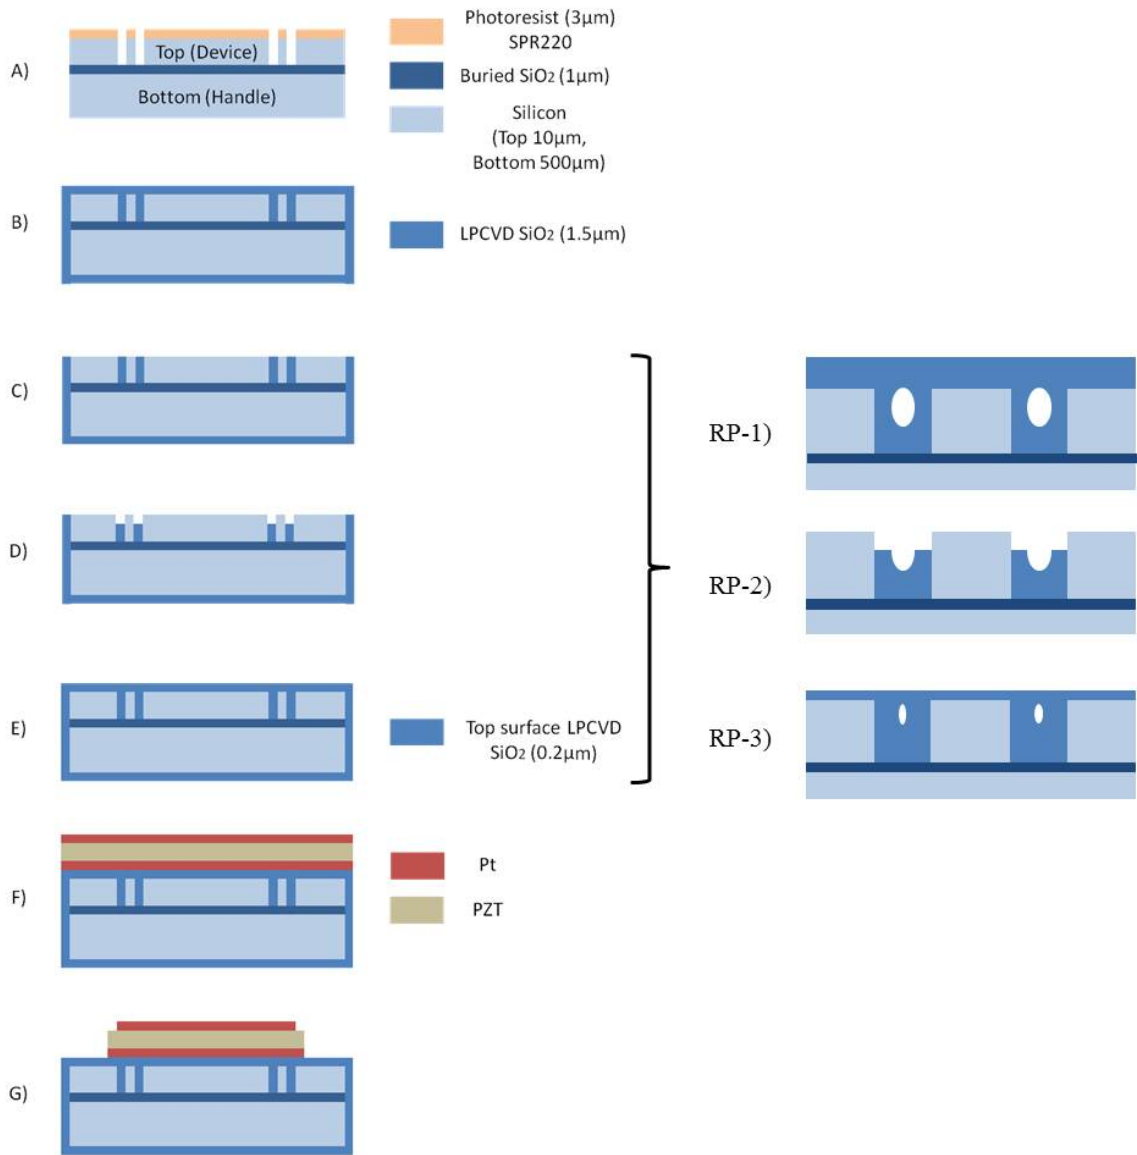 A)
Top (Device)
Bottom (Handle)
Photoresist (3µm)
SPR220
Buried SiO2 (1µm)
Silicon
(Top 10µm,
Bottom 500µm)
B)
LPCVD SiO2 (1.5µm)
C)
D)
E)
Top surface LPCVD
SiO2 (0.2µm)
RP-1)
RP-2)
RP-3)
F)
Pt
PZT
G)